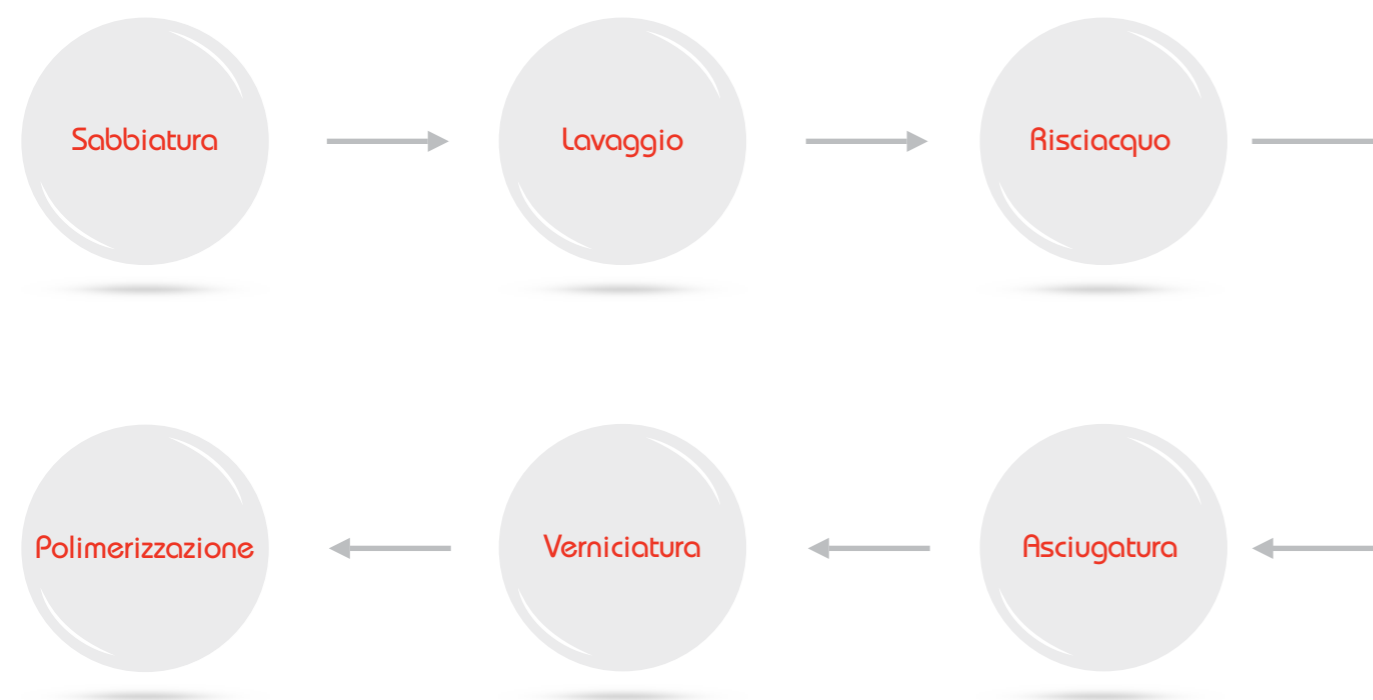 Sabbiatura
Lavaggio
Risciacquo
Asciugatura
Verniciatura
Polimerizzazione